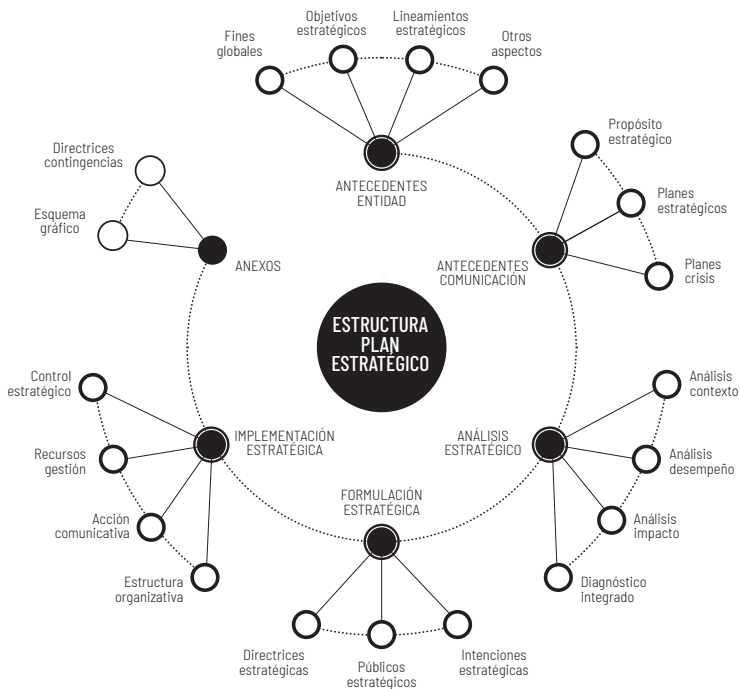 Fines
globales
Objetivos
estratégicos
Lineamientos
estratégicos
Otros
aspectos
ANTECEDENTES
ENTIDAD
Propósito
estratégico
Planes
estratégicos
Planes
crisis
ANTECEDENTES
COMUNICACIÓN
Directrices
contingencias
Esquema
gráfico
ANEXOS
ESTRUCTURA
PLAN
ESTRATÉGICO
Análisis
contexto
Análisis
desempeño
Análisis
impacto
Diagnóstico
integrado
ANÁLISIS
ESTRATÉGICO
FORMULACIÓN
ESTRATÉGICA
Intenciones
estratégicas
Públicos
estratégicos
Directrices
estratégicas
IMPLEMENTACIÓN
ESTRATÉGICA
Control
estratégico
Recursos
gestión
Acción
comunicativa
Estructura
organizativa